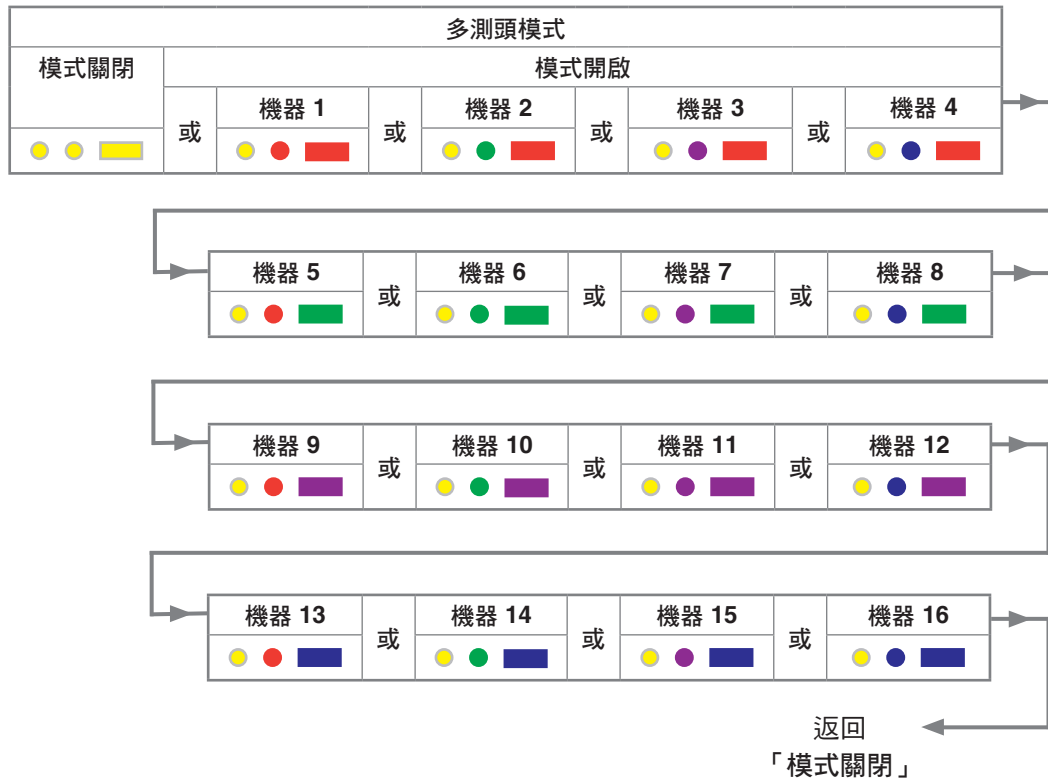 多測頭模式
模式關閉
模式開啟
或
機器 1
或
機器 2
或
機器 3
或
機器 4
機器 5
或
機器 6
或
機器 7
或
機器 8
機器 9
或
機器 10
或
機器 11
或
機器 12
機器 13
或
機器 14
或
機器 15
或
機器 16
返回
「模式關閉」